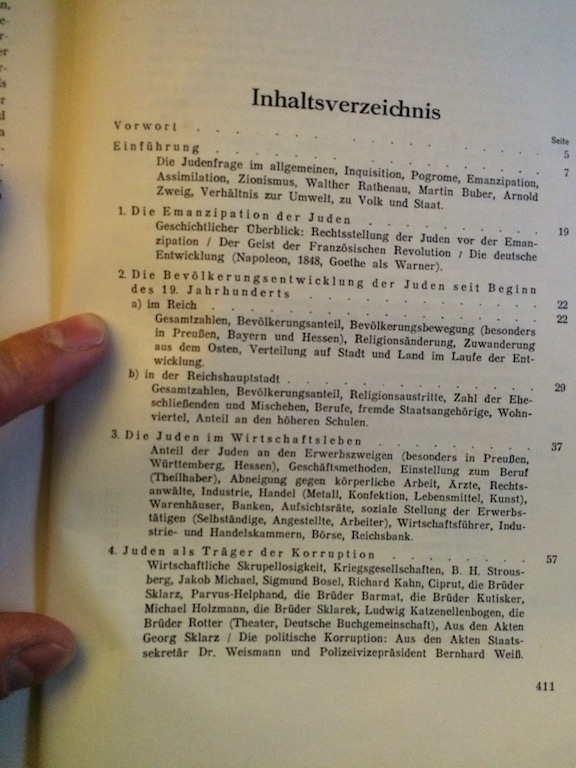 Inhaltsverzeichnis
Seite
Vorwort . . . . . . . . . . . . 5
Einführung . . . . . . . . . . . . 7
Die Judenfrage im allgemeinen, Inquisition, Pogrome, Emanzipation,
Assimilation, Zionismus, Walther Rathenau, Martin Buber, Arnold
Zweig, Verhältnis zur Umwelt, zu Volk und Staat.
1. Die Emanzipation der Juden . . . . . . . . 19
Geschichtlicher Überblick: Rechtsstellung der Juden vor der Eman-
zipation / Der Geist der Französischen Revolution / Die deutsche
Entwicklung (Napoleon, 1848, Goethe als Warner).
2. Die Bevölkerungsentwicklung der Juden seit Beginn
des 19. Jahrhunderts . . . . . . . . . . 22
a) im Reich . . . . . . . . . . . . 22
Gesamtzahlen, Bevölkerungsanteil, Bevölkerungsbewegung (besonders
in Preußen, Bayern und Hessen), Religionsänderung, Zuwanderung
aus dem Osten, Verteilung auf Stadt und Land im Laufe der Ent-
wicklung.
b) in der Reichshauptstadt . . . . . . . . . . 29
Gesamtzahlen, Bevölkerungsanteil, Religionsaustritte, Zahl der Ehe-
schließenden und Mischehen, Berufe, fremde Staatsangehörige, Wohn-
viertel, Anteil an den höheren Schulen.
3. Die Juden im Wirtschaftsleben . . . . . . . 37
Anteil der Juden an den Erwerbszweigen (besonders in Preußen,
Württemberg, Hessen), Geschäftsmethoden, Einstellung zum Beruf
(Theilhaber), Abneigung gegen körperliche Arbeit, Ärzte, Rechts-
anwälte, Industrie, Handel (Metall, Konfektion, Lebensmittel, Kunst),
Warenhäuser, Banken, Aufsichtsräte, soziale Stellung der Erwerbs-
tätigen (Selbständige, Angestellte, Arbeiter), Wirtschaftsführer, Indu-
strie- und Handelskammern, Börse, Reichsbank.
4. Juden als Träger der Korruption . . . . . . . 57
Wirtschaftliche Skrupellosigkeit, Kriegsgesellschaften, B. H. Strous-
berg, Jakob Michael, Sigmund Bosel, Richard Kahn, Ciprut, die Brüder
Sklarz, Parvus-Helphand, die Brüder Barmat, die Brüder Kutisker,
Michael Holzmann, die Brüder Sklarek, Ludwig Katzenellenbogen, die
Brüder Rotter (Theater, Deutsche Buchgemeinschaft), Aus den Akten
Georg Sklarz / Die politische Korruption: Aus den Akten Staats-
sekretär Dr. Weismann und Polizeivizepräsident Bernhard Weiß.
411